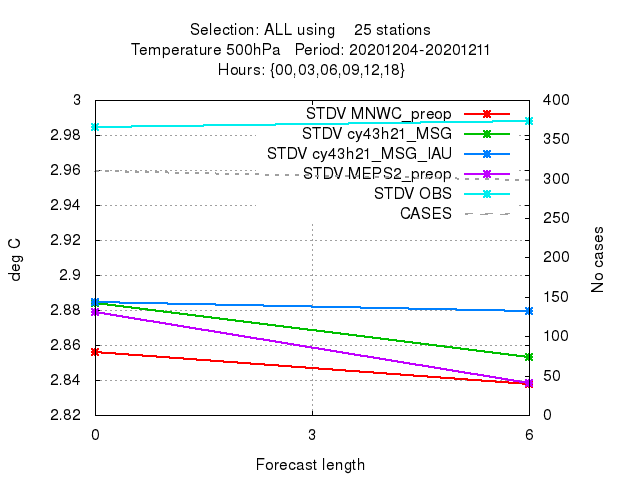 Selection: ALL using    25 stations
Temperature 500hPa   Period: 20201204-20201211
Hours: {00,03,06,09,12,18}
3
2.98
2.96
2.94
2.92
2.9
2.88
2.86
2.84
2.82
deg C
STDV MNWC_preop
STDV cy43h21_MSG
STDV cy43h21_MSG_IAU
STDV MEPS2_preop
STDV OBS
CASES
400
350
300
250
200
150
100
50
0
No cases
0 3 6
Forecast length